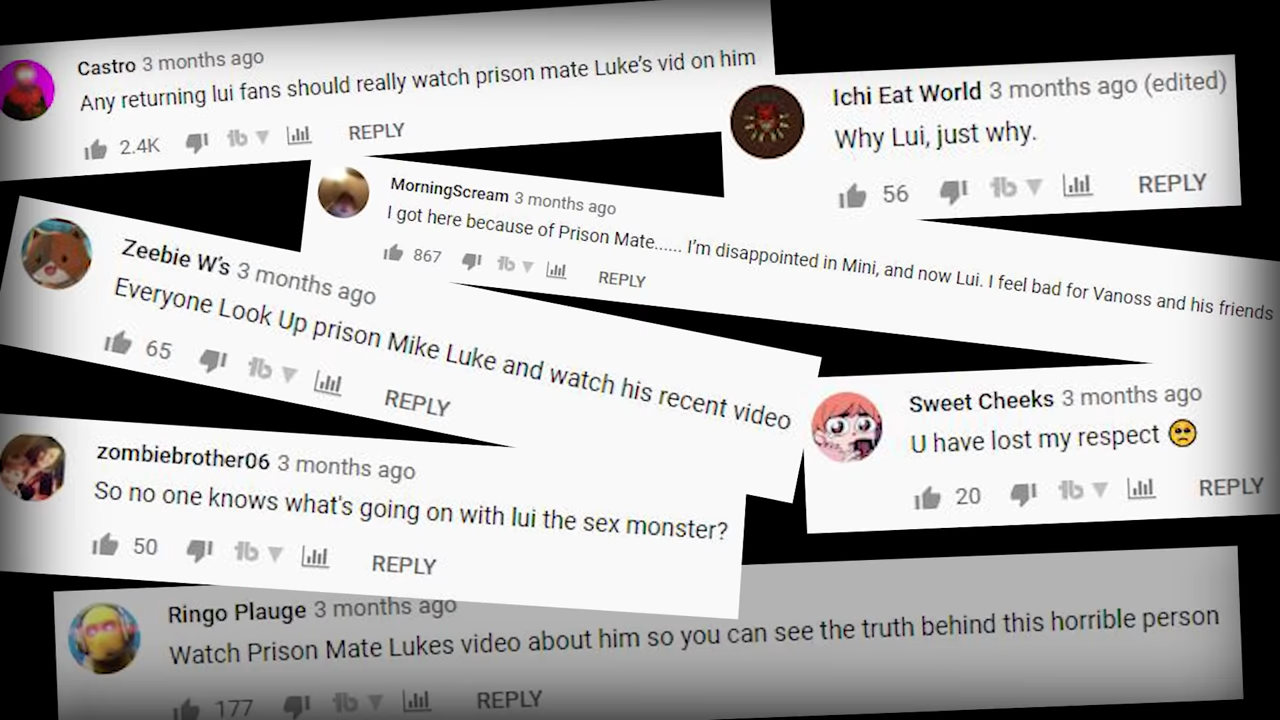 Castro 3 months ago
Any returning lui fans should really watch prison mate Luke's vid on him
2.4K REPLY
Ichi Eat World 3 months ago (edited)
Why Lui, just why.
56 tb REPLY
MorningScream 3 months ago
I got here because of Prison Mate...... I'm disappointed in Mini, and now Lui. I feel bad for Vanoss and his friends
867 tb REPLY
Zeebie W's 3 months ago
Everyone Look Up prison Mike Luke and watch his recent video
65 tb REPLY
Sweet Cheeks 3 months ago
U have lost my respect 🥺
20 tb REPLY
zombiebrother06 3 months ago
So no one knows what's going on with lui the sex monster?
50 tb REPLY
Ringo Plauge 3 months ago
Watch Prison Mate Lukes video about him so you can see the truth behind this horrible person
177 tb REPLY